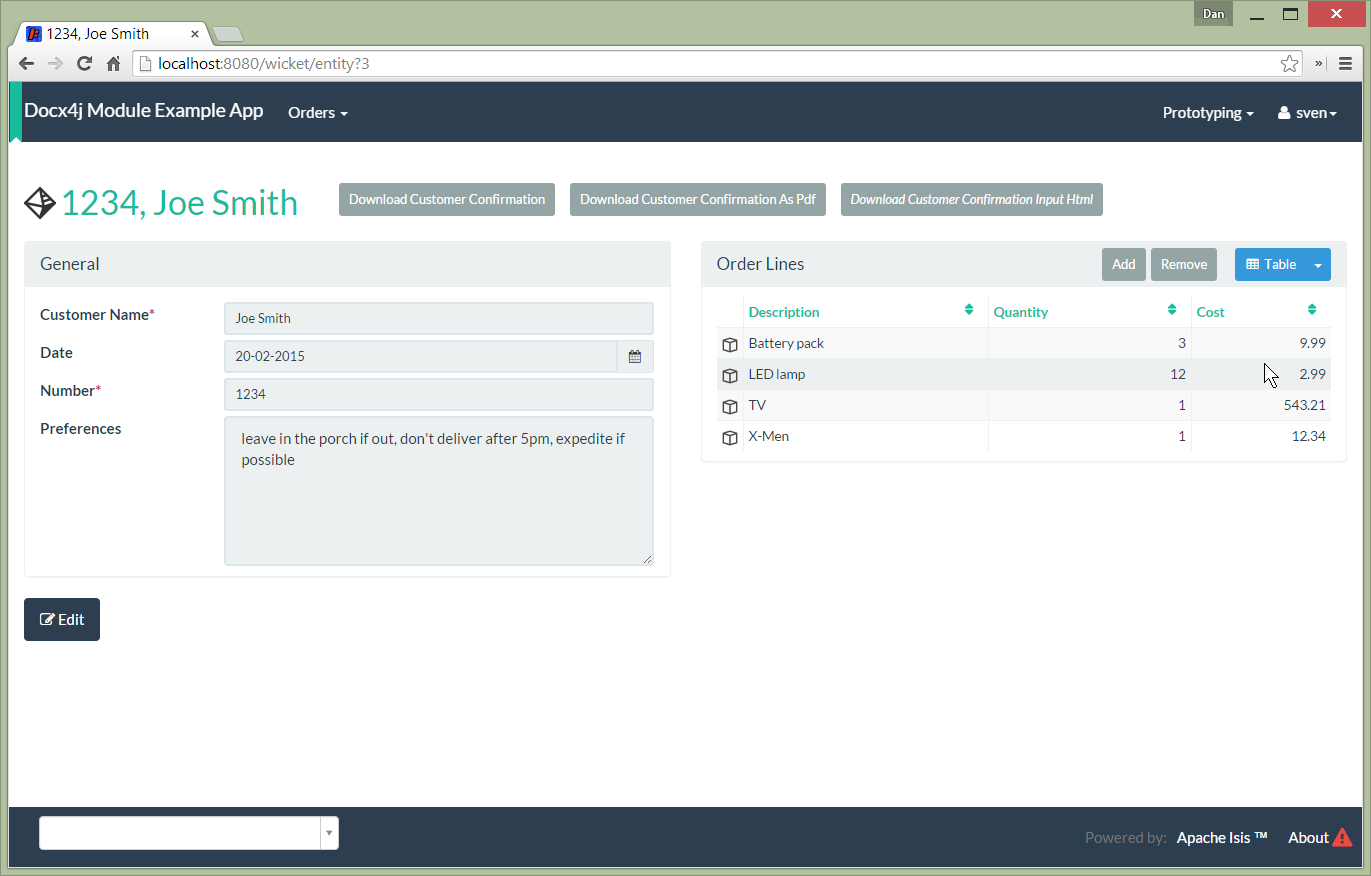 Dan
1234, Joe Smith
localhost:8080/wicket/entity?3
Docx4j Module Example App
Orders
Prototyping
sven
1234, Joe Smith
Download Customer Confirmation
Download Customer Confirmation As Pdf
Download Customer Confirmation Input Html
General
Customer Name*
Joe Smith
Date
20-02-2015
Number*
1234
Preferences
leave in the porch if out, don't deliver after 5pm, expedite if
possible
Edit
Order Lines
Add
Remove
Table
Description Quantity Cost
Battery pack 3 9.99
LED lamp 12 2.99
TV 1 543.21
X-Men 1 12.34
Powered by: Apache Isis ™ About